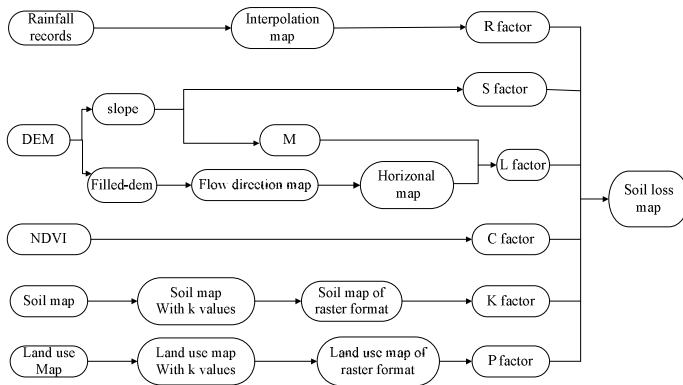 Rainfall
records
Interpolation
map
R factor
slope
S factor
DEM
M
L factor
Filled-dem
Flow direction map
Horizonal
map
Soil loss
map
NDVI
C factor
Soil map
Soil map
With k values
Soil map of
raster format
K factor
Land use
Map
Land use map
With k values
Land use map of
raster format
P factor